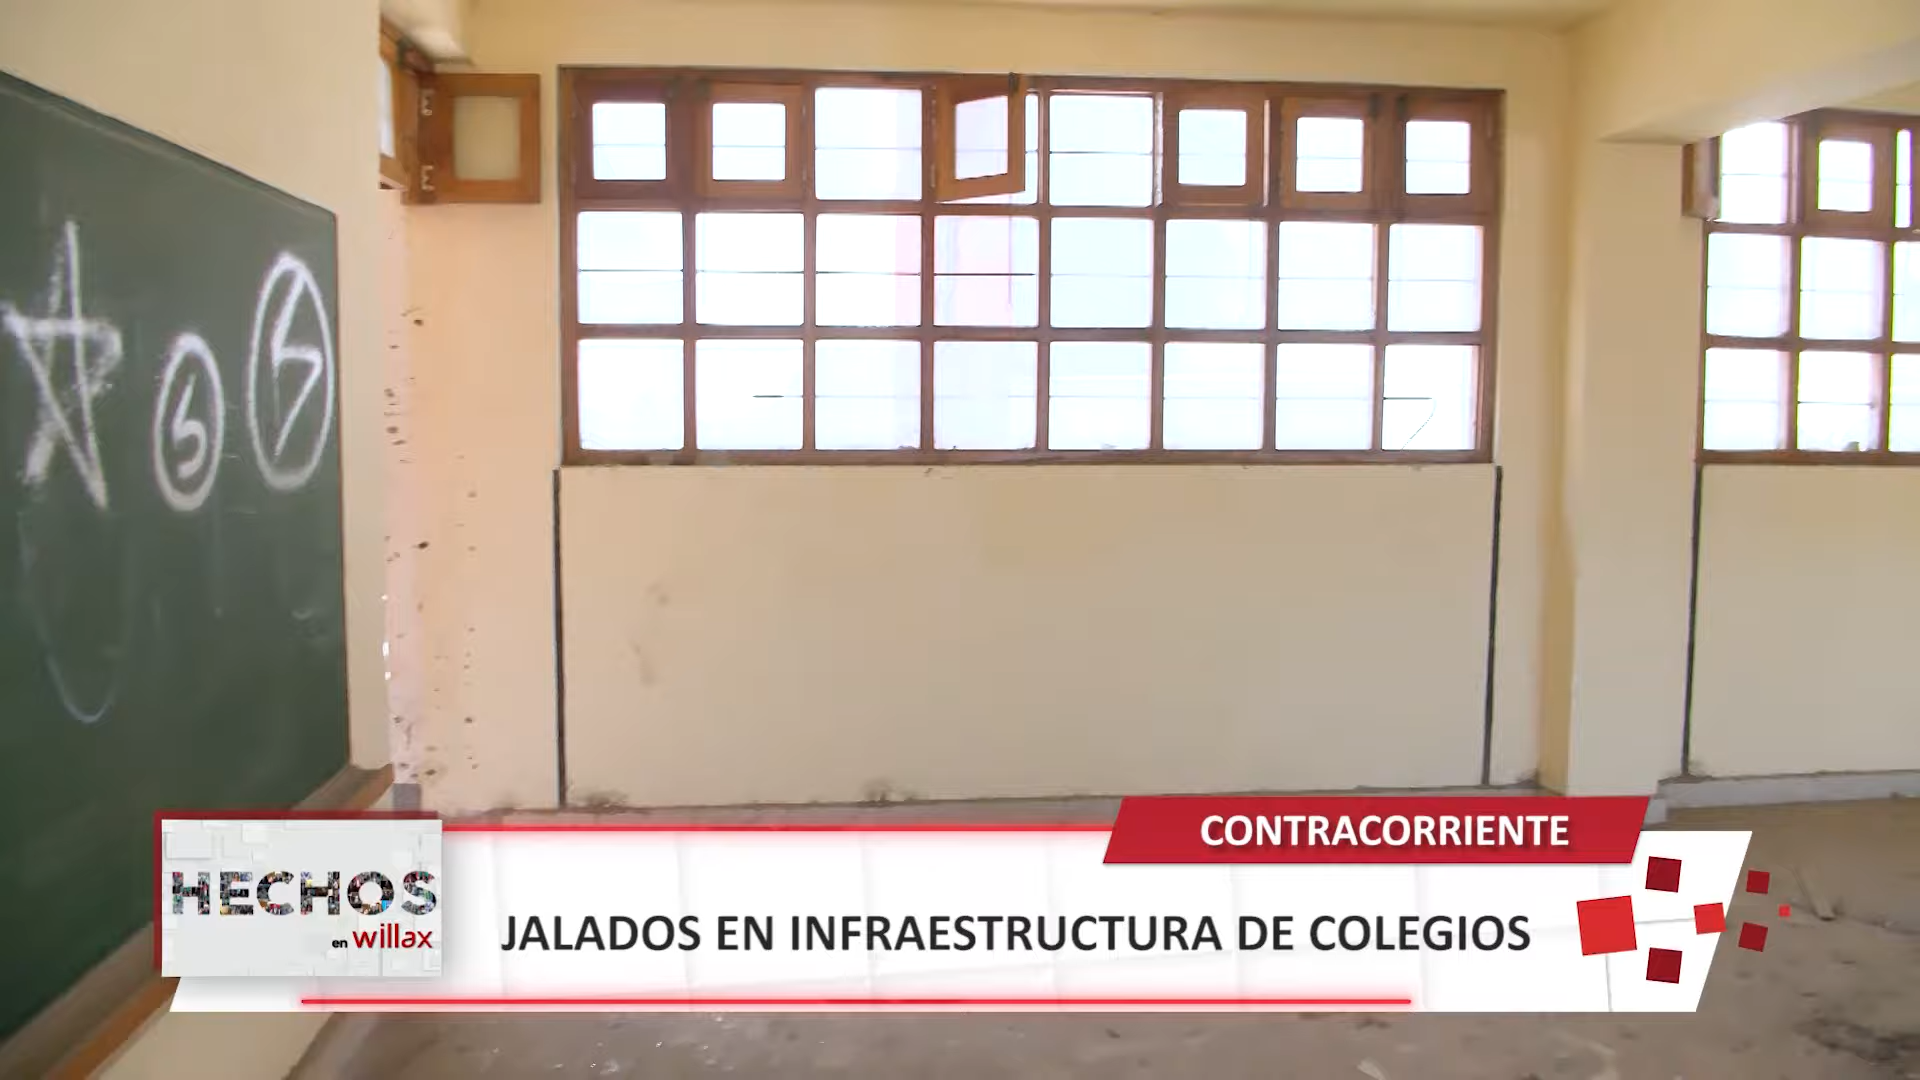 S
S
CONTRACORRIENTE
HECHOS
en willax
JALADOS EN INFRAESTRUCTURA DE COLEGIOS